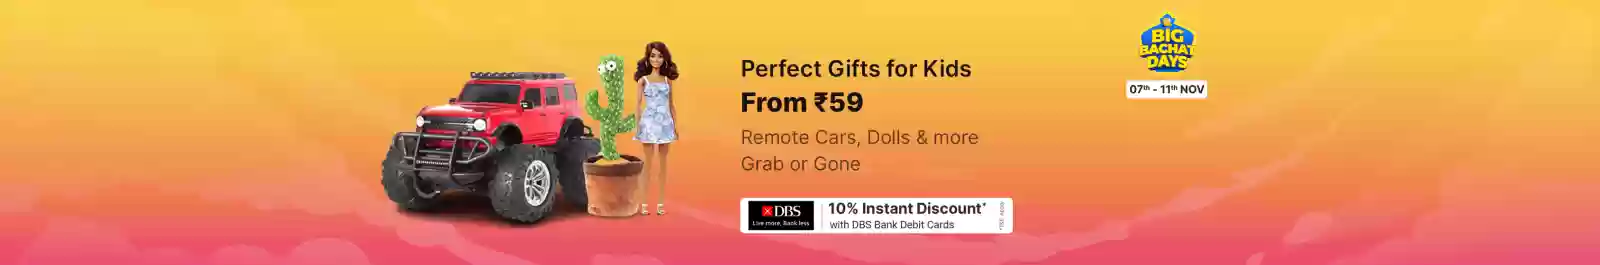 Perfect Gifts for Kids
From ₹59
Remote Cars, Dolls & more
Grab or Gone
DBS
Live more, Bank less
10% Instant Discount*
with DBS Bank Debit Cards
BIG
BACHAT
DAYS
07th - 11th NOV